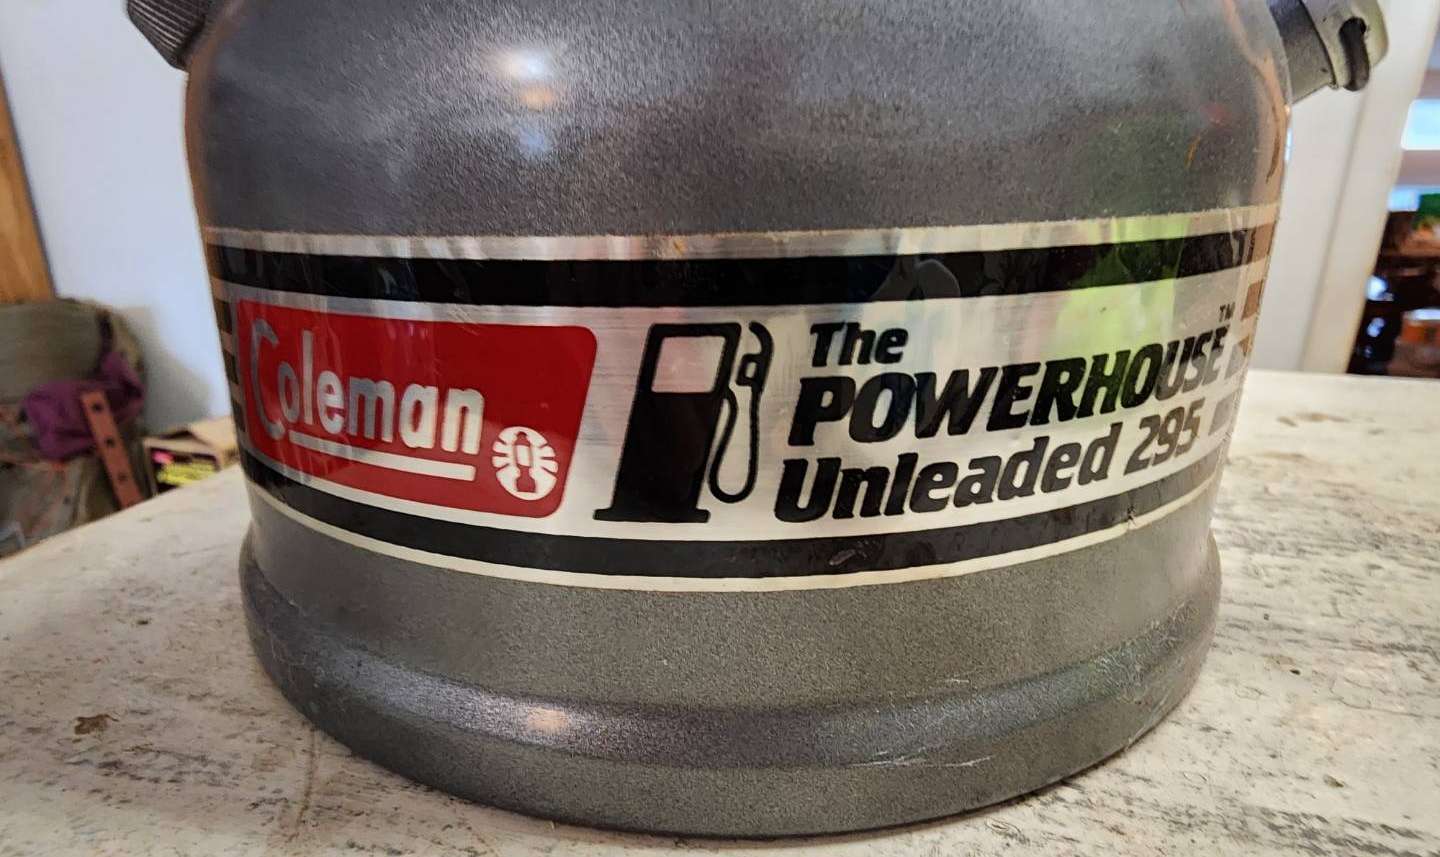 Coleman
The
POWERHOUSE™
Unleaded 295